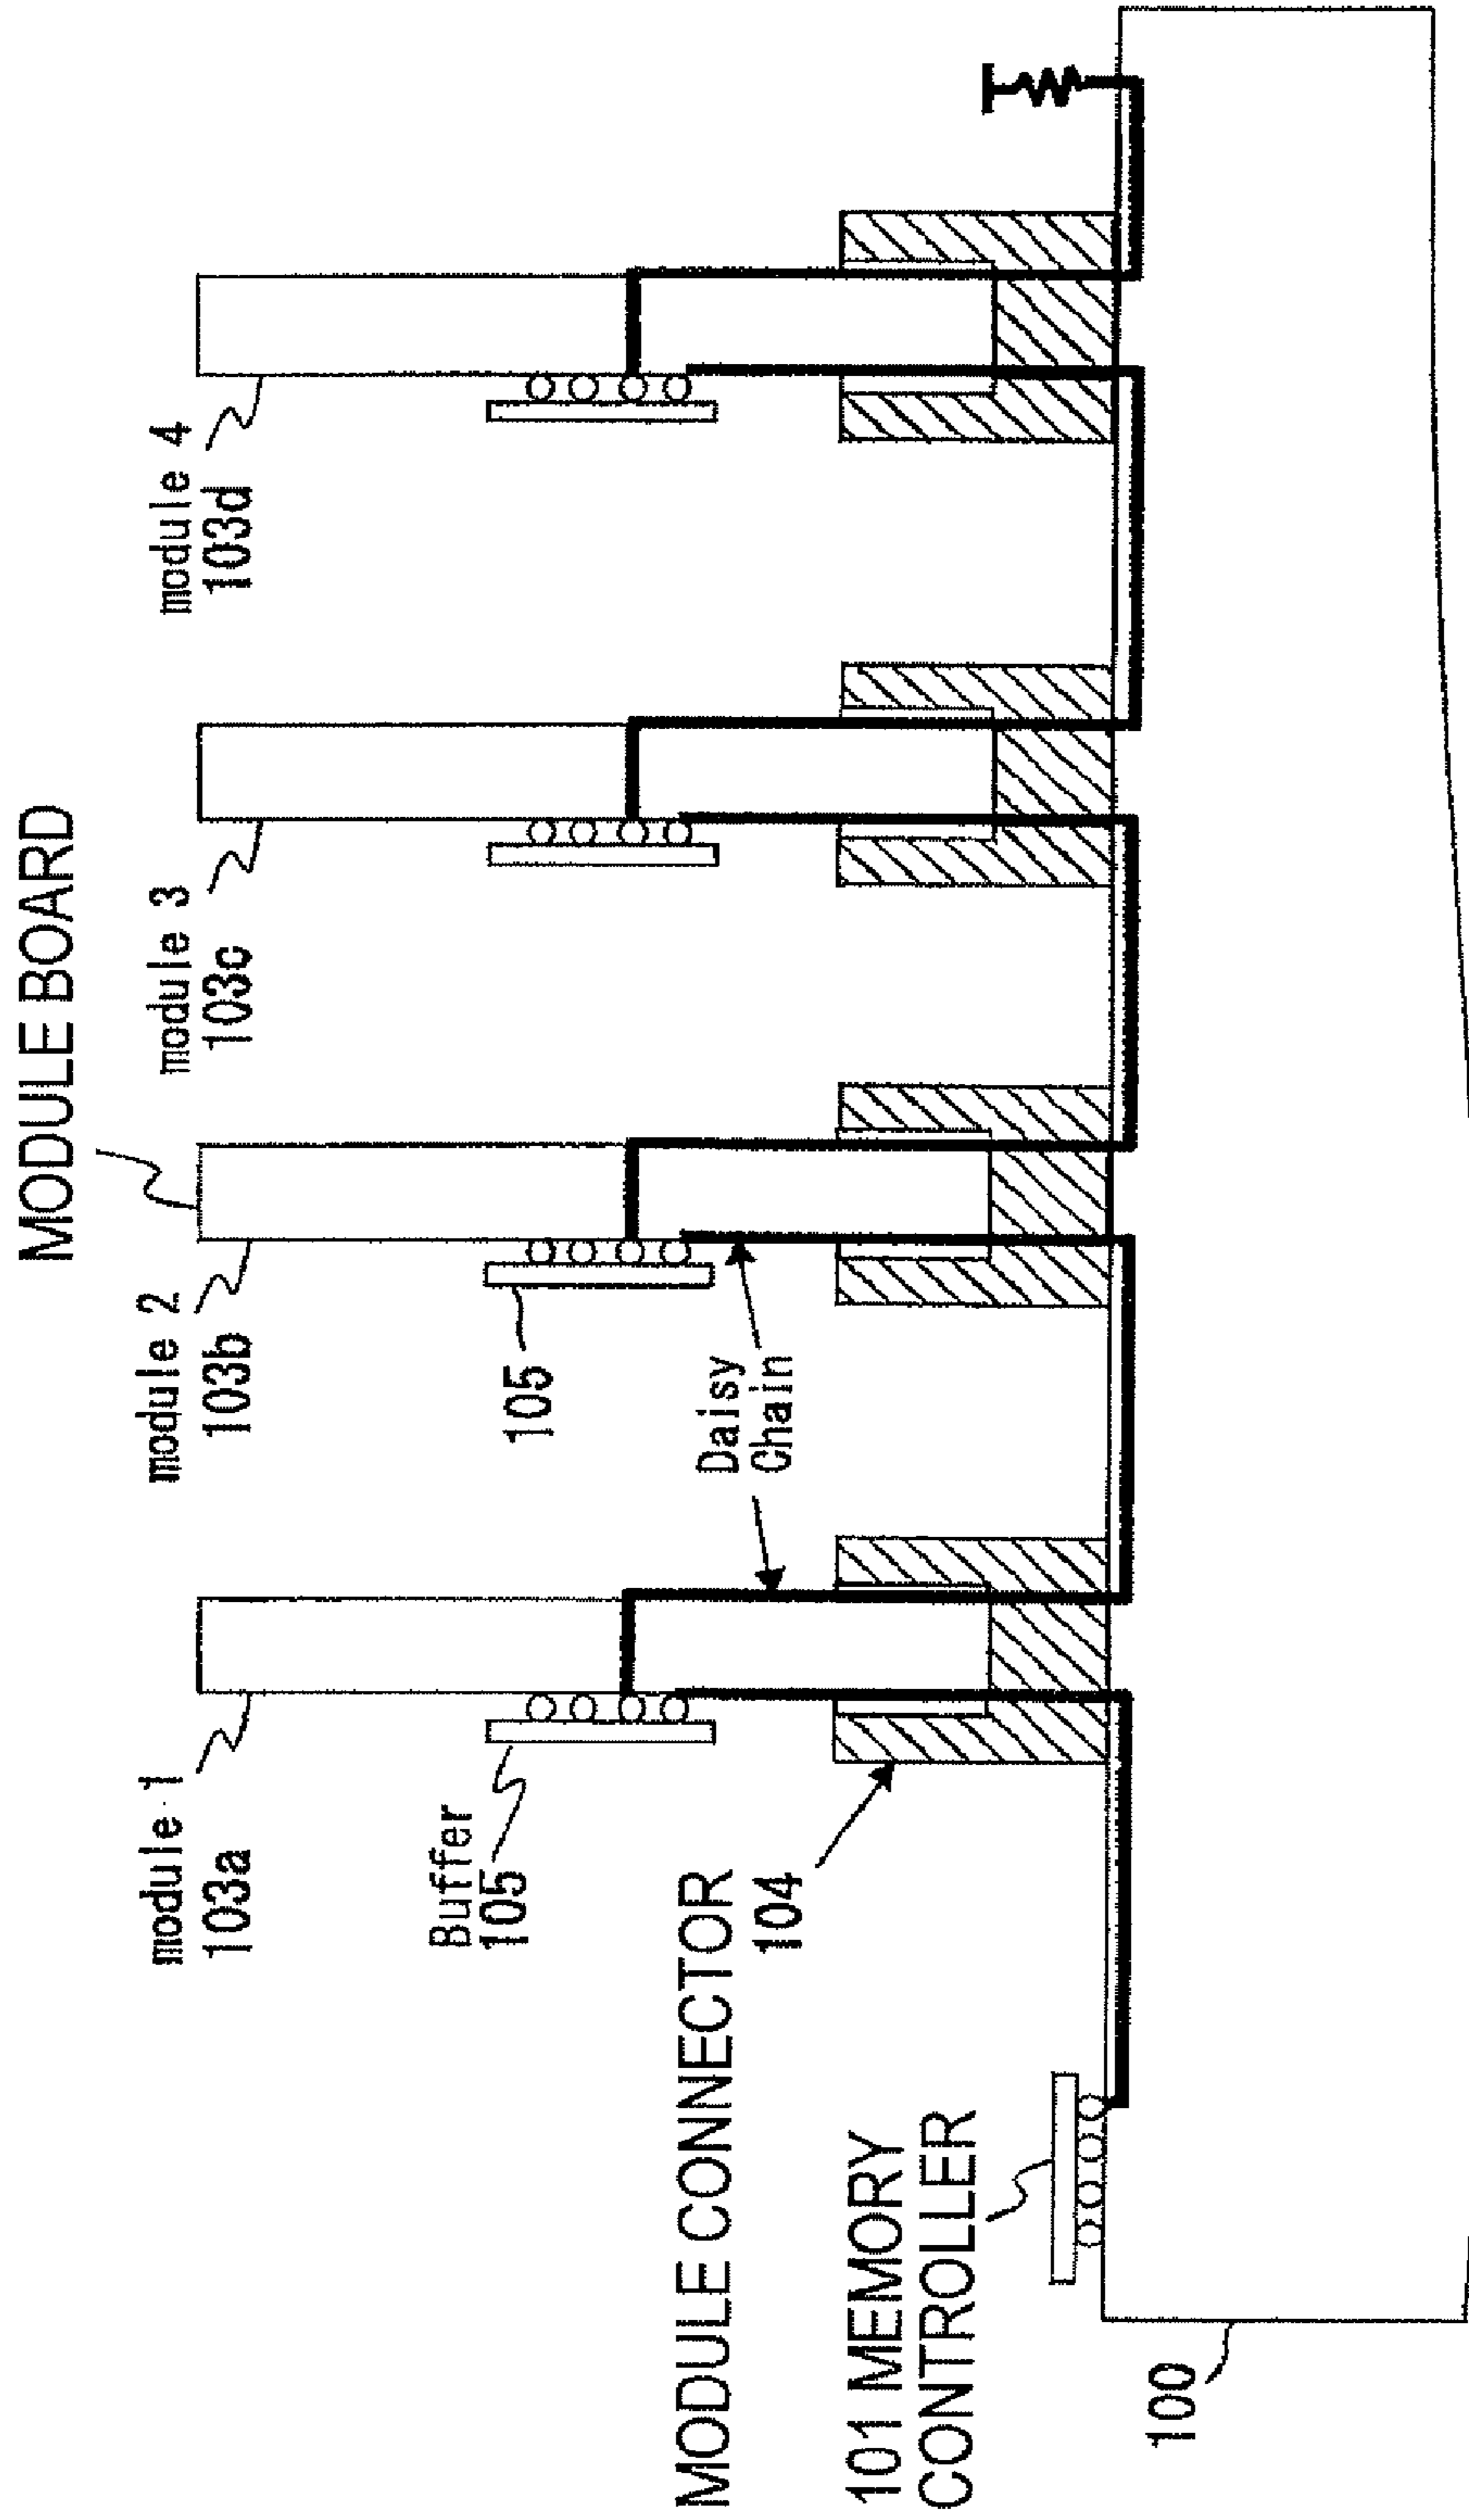 MODULE BOARD
module 1
103a
module 2
103b
module 3
103c
module 4
103d
Buffer
105
105
Daisy
Chain
MODULE CONNECTOR
104
101 MEMORY
CONTROLLER
100